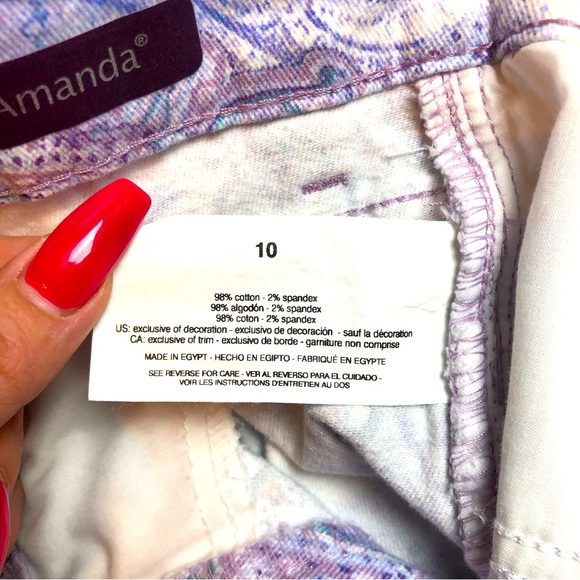 Amanda®
10
98% cotton - 2% spandex
98% algodón - 2% spandex
98% coton - 2% spandex
US: exclusive of decoration - exclusivo de decoración - sauf la décoration
CA: exclusive of trim - exclusivo de borde - garniture non comprise
MADE IN EGYPT - HECHO EN EGIPTO - FABRIQUÉ EN EGYPTE
SEE REVERSE FOR CARE - VER AL REVERSO PARA EL CUIDADO -
VOIR LES INSTRUCTIONS D'ENTRETIEN AU DOS